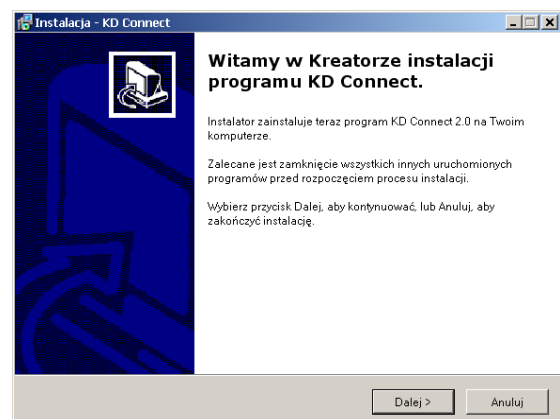 Instalacja - KD Connect
Witamy w Kreatorze instalacji
programu KD Connect.
Instalator zainstaluje teraz program KD Connect 2.0 na Twoim
komputerze.
Zalecane jest zamknięcie wszystkich innych uruchomionych
programów przed rozpoczęciem procesu instalacji.
Wybierz przycisk Dalej, aby kontynuować, lub Anuluj, aby
zakończyć instalację.
Dalej >
Anuluj